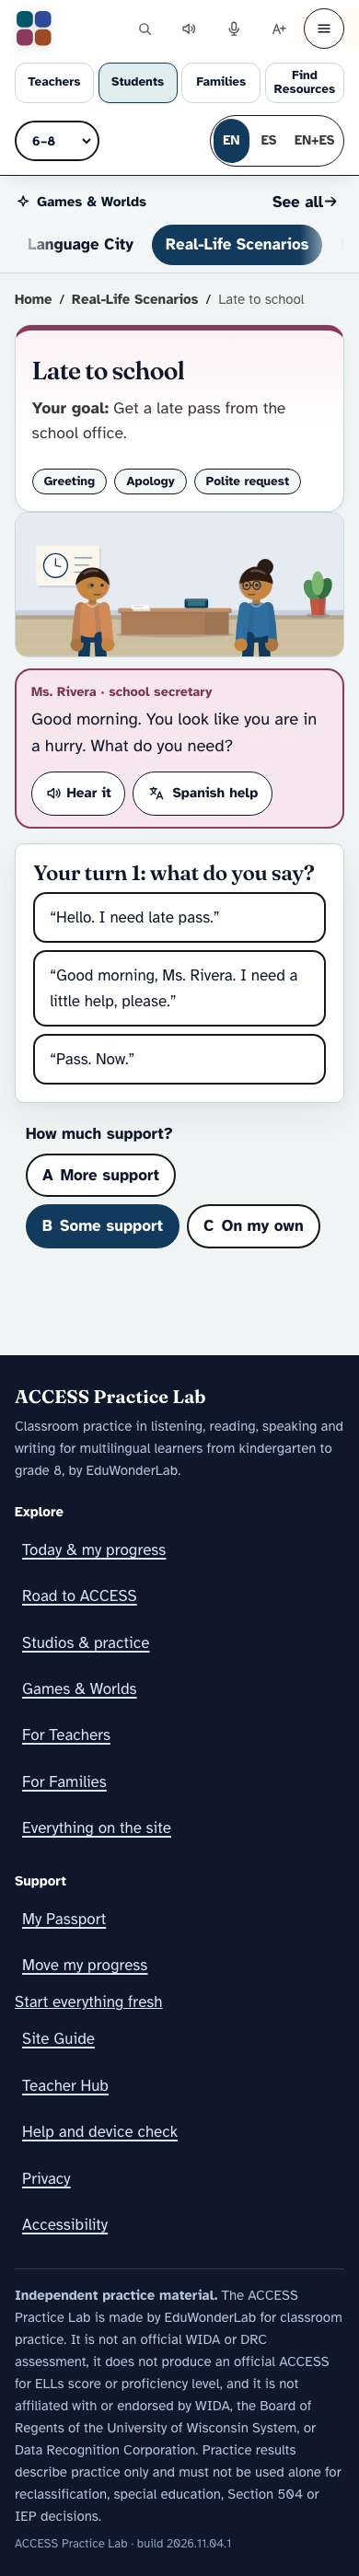 A+
Teachers
Students
Families
Find
Resources
6–8
EN
ES
EN+ES
Games & Worlds
See all
Language City
Real-Life Scenarios
Home / Real-Life Scenarios / Late to school
Late to school
Your goal: Get a late pass from the
school office.
Greeting
Apology
Polite request
Ms. Rivera · school secretary
Good morning. You look like you are in
a hurry. What do you need?
Hear it
Spanish help
Your turn 1: what do you say?
“Hello. I need late pass.”
“Good morning, Ms. Rivera. I need a
little help, please.”
“Pass. Now.”
How much support?
A More support
B Some support
C On my own
ACCESS Practice Lab
Classroom practice in listening, reading, speaking and
writing for multilingual learners from kindergarten to
grade 8, by EduWonderLab.
Explore
Today & my progress
Road to ACCESS
Studios & practice
Games & Worlds
For Teachers
For Families
Everything on the site
Support
My Passport
Move my progress
Start everything fresh
Site Guide
Teacher Hub
Help and device check
Privacy
Accessibility
Independent practice material. The ACCESS
Practice Lab is made by EduWonderLab for classroom
practice. It is not an official WIDA or DRC
assessment, it does not produce an official ACCESS
for ELLs score or proficiency level, and it is not
affiliated with or endorsed by WIDA, the Board of
Regents of the University of Wisconsin System, or
Data Recognition Corporation. Practice results
describe practice only and must not be used alone for
reclassification, special education, Section 504 or
IEP decisions.
ACCESS Practice Lab · build 2026.11.04.1